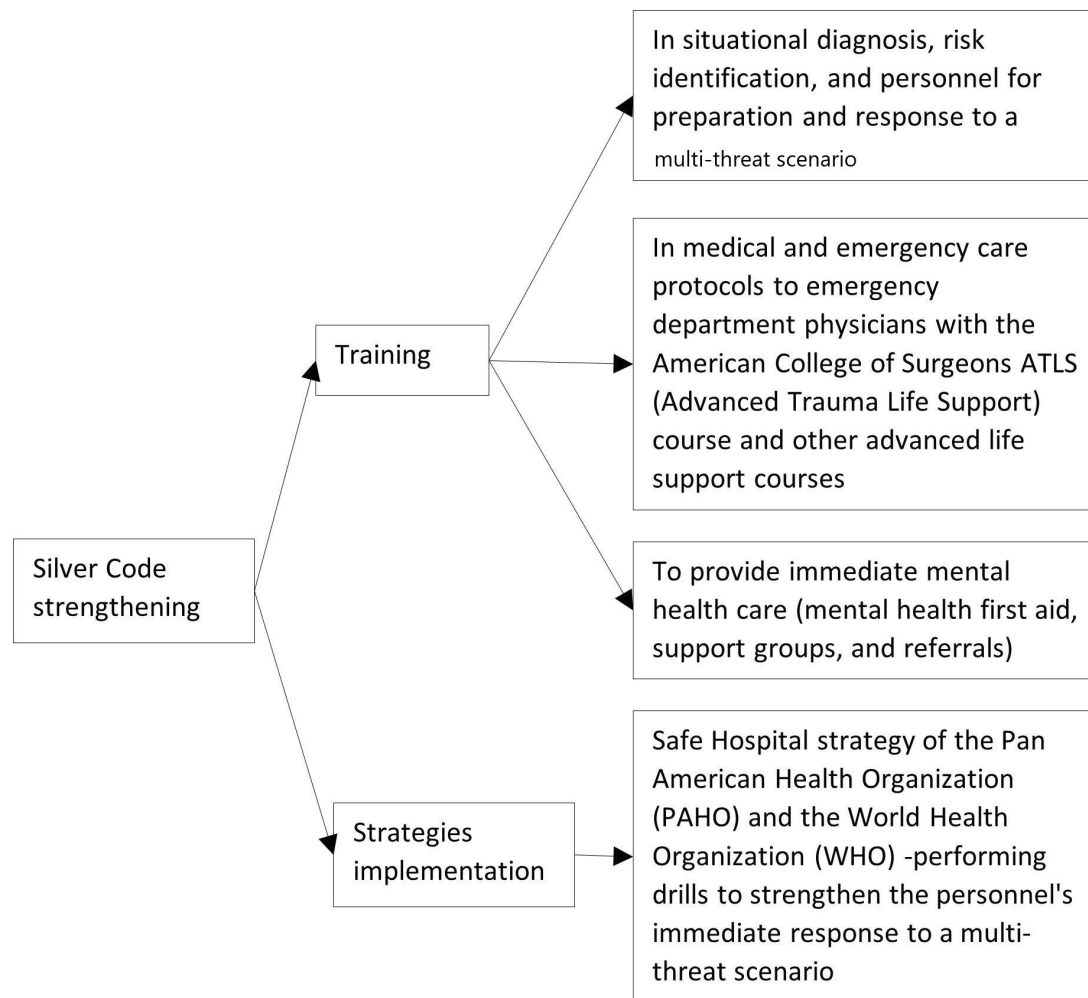 In situational diagnosis, risk
identification, and personnel for
preparation and response to a
multi-threat scenario
In medical and emergency care
protocols to emergency
department physicians with the
American College of Surgeons ATLS
(Advanced Trauma Life Support)
course and other advanced life
support courses
Training
Silver Code
strengthening
To provide immediate mental
health care (mental health first aid,
support groups, and referrals)
Strategies
implementation
Safe Hospital strategy of the Pan
American Health Organization
(PAHO) and the World Health
Organization (WHO) -performing
drills to strengthen the personnel's
immediate response to a multi-
threat scenario